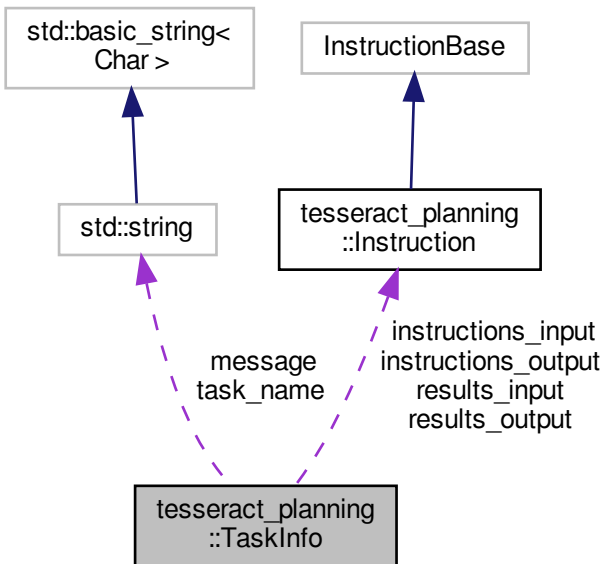 std::basic_string<
Char >
InstructionBase
std::string
tesseract_planning
::Instruction
message
task_name
instructions_input
instructions_output
results_input
results_output
tesseract_planning
::TaskInfo